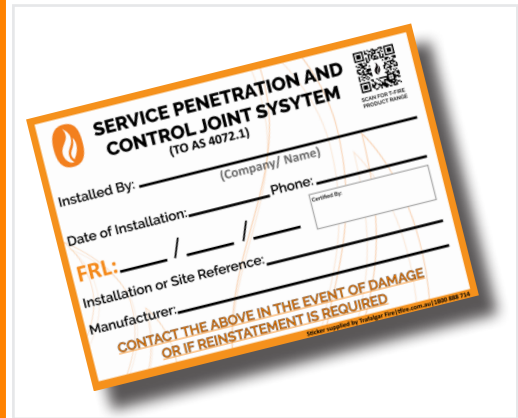 SERVICE PENETRATION AND
CONTROL JOINT SYSYTEM
(TO AS 4072.1)
SCAN FOR T-FIRE
PRODUCT RANGE
Installed By:
(Company/ Name)
Date of Installation: Phone:
FRL: / /
Certified By:
Installation or Site Reference:
Manufacturer:
CONTACT THE ABOVE IN THE EVENT OF DAMAGE
OR IF REINSTATEMENT IS REQUIRED
Sticker supplied by Trafalgar Fire|tfire.com.au|1800 888 714